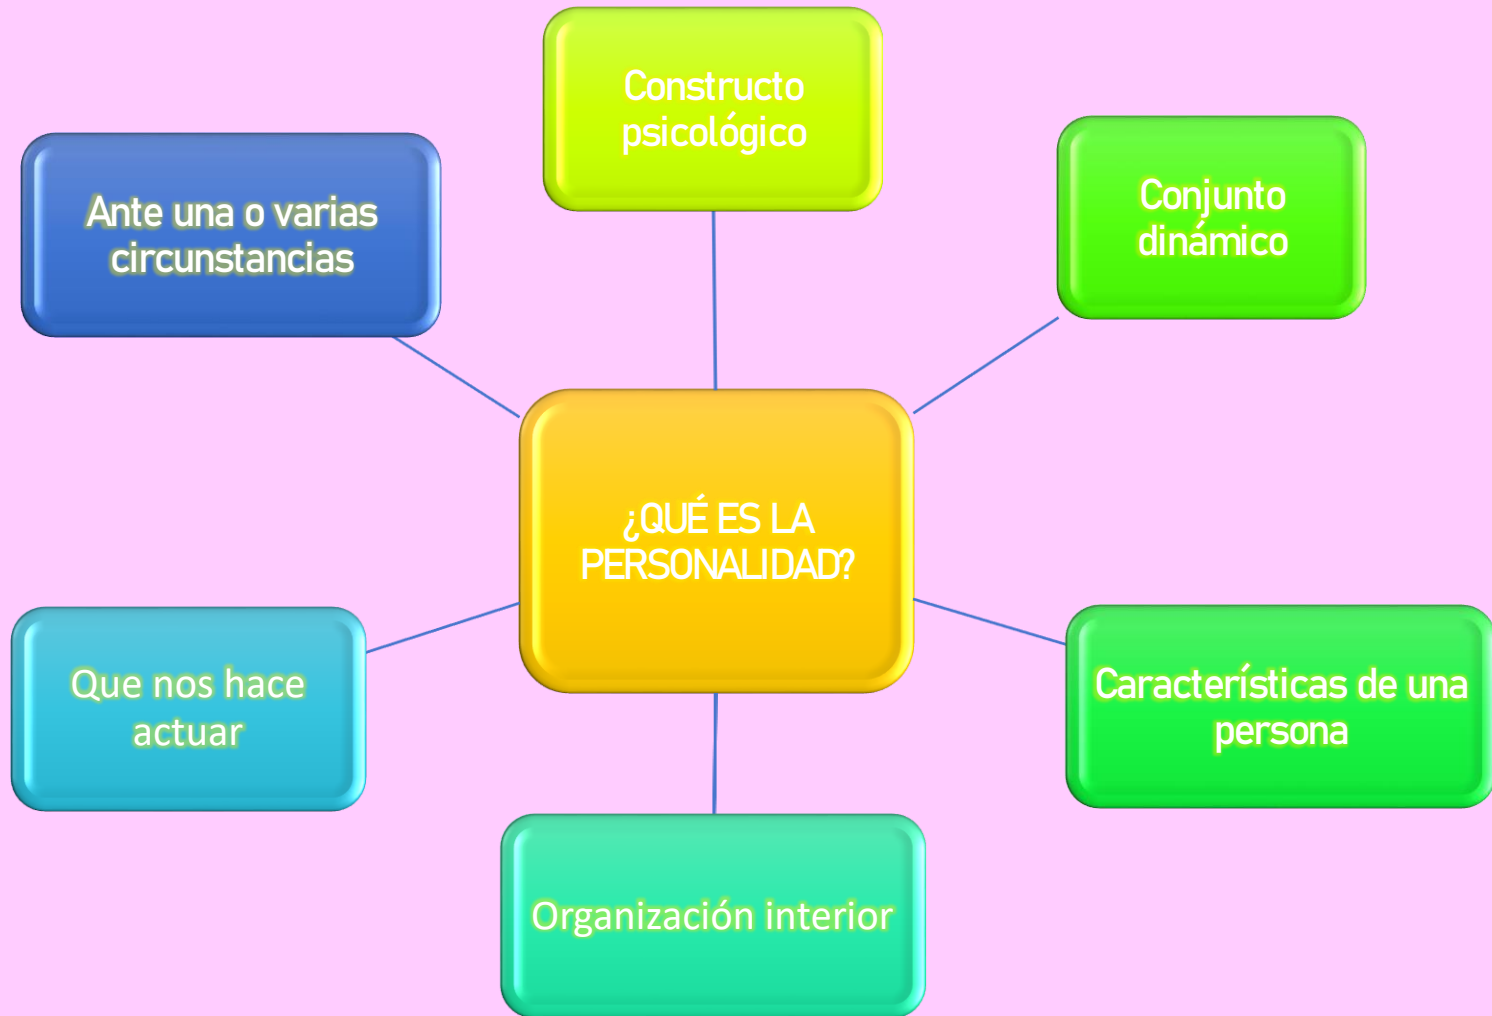 Constructo
psicológico
Conjunto
dinámico
Característícas de una
persona
Organización interior
Que nos hace
actuar
Ante una o varias
circunstancias
¿QUÉ ES LA
PERSONALIDAD?